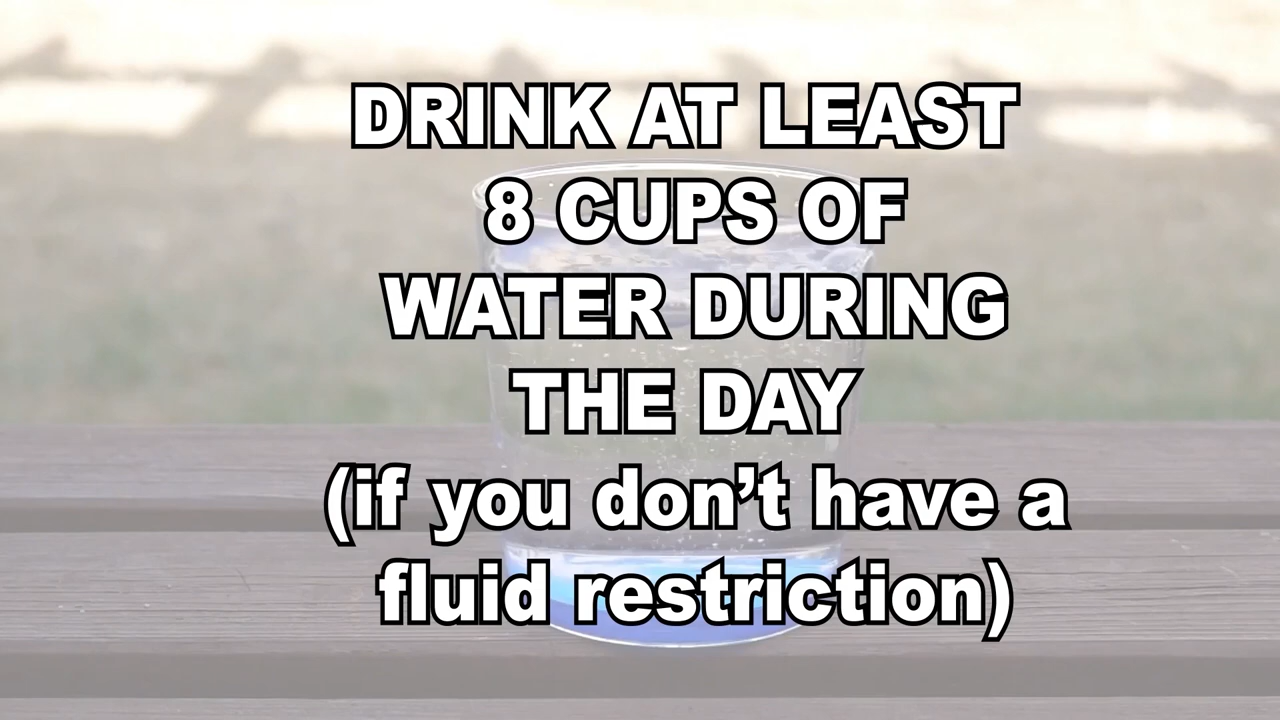 DRINK AT LEAST
8 CUPS OF
WATER DURING
THE DAY
(if you don’t have a
fluid restriction)